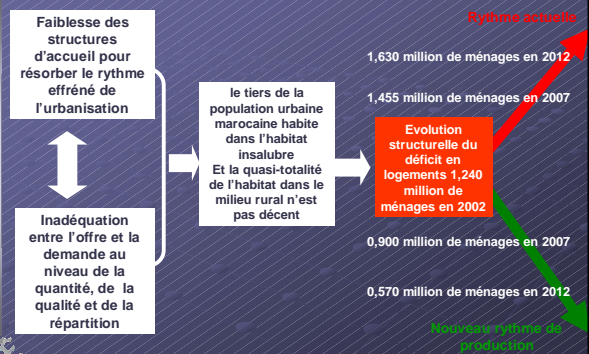 Faiblesse des
structures
d'accueil pour
résorber le rythme
effréné de
l'urbanisation
Inadéquation
entre l'offre et la
demande au
niveau de la
quantité, de la
qualité et de la
répartition
le tiers de la
population urbaine
marocaine habite
dans l'habitat
insalubre
Et la quasi-totalité
de l'habitat dans le
milieu rural n'est
pas décent
Rythme actuelle
1,630 million de ménages en 2012
1,455 million de ménages en 2007
Evolution
structurelle du
déficit en
logements 1,240
million de
ménages en 2002
0,900 million de ménages en 2007
0,570 million de ménages en 2012
Nouveau rythme de
production